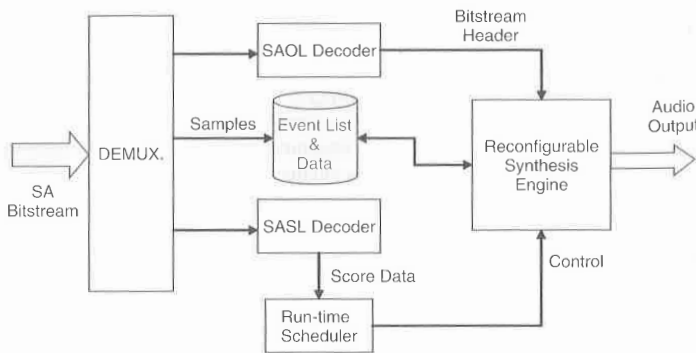 SAOL Decoder
Bitstream
Header
Samples
Event List
&
Data
DEMUX.
Reconfigurable
Synthesis
Engine
Audio
Output
SA
Bitstream
SASL Decoder
Score Data
Control
Run-time
Scheduler